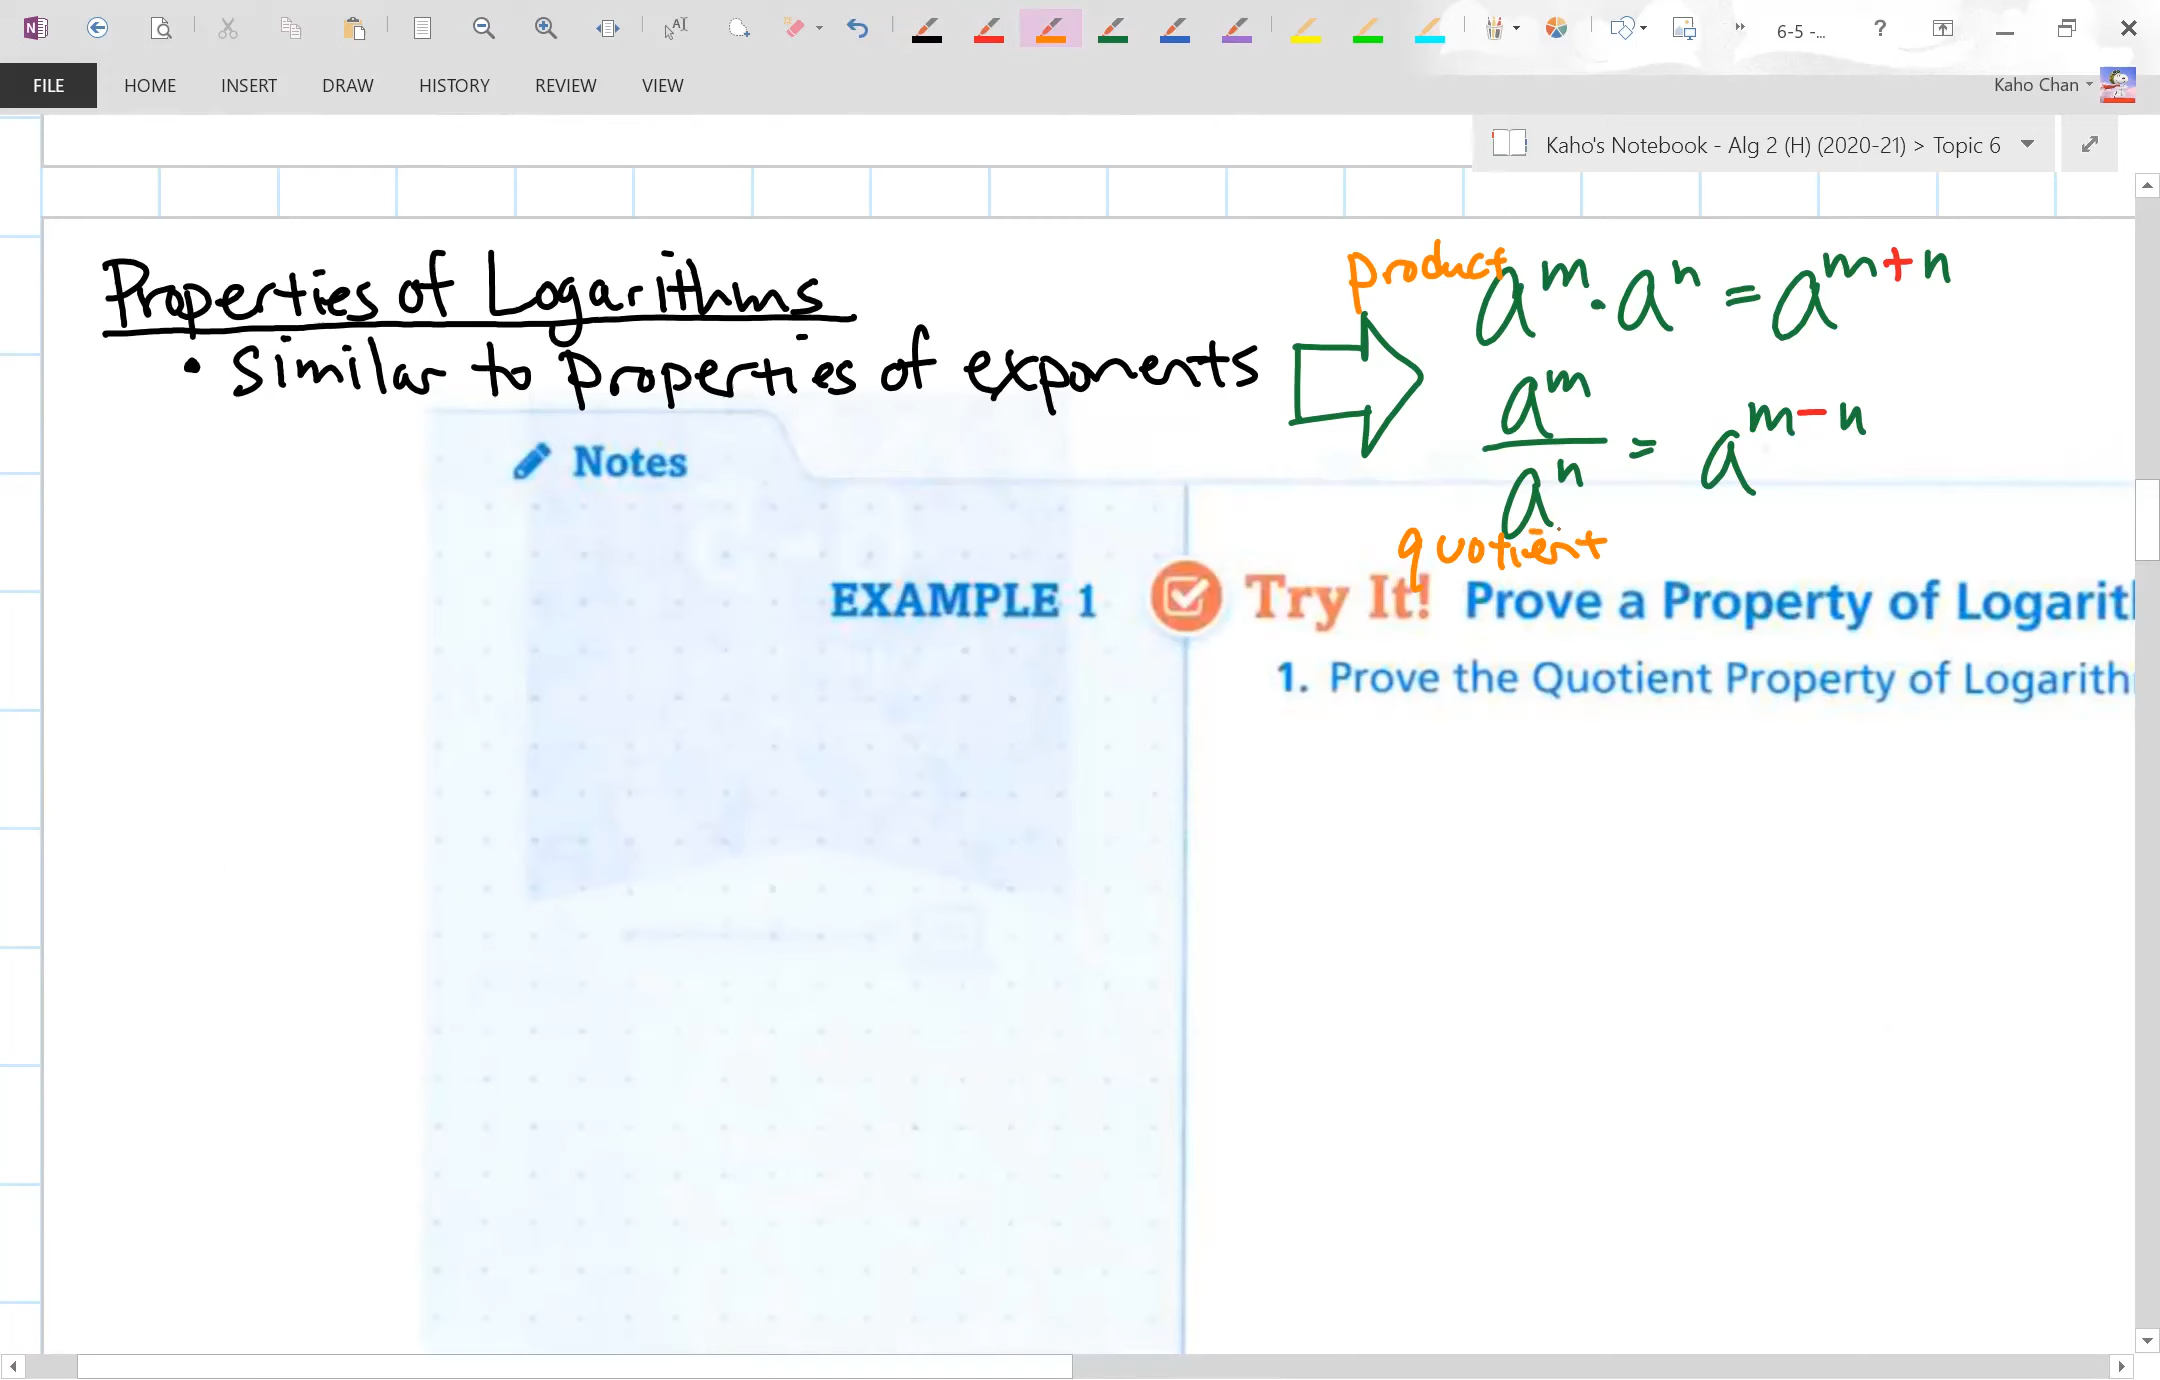 6-5 -...
?
FILE HOME INSERT DRAW HISTORY REVIEW VIEW
Kaho Chan
Kaho's Notebook - Alg 2 (H) (2020-21) > Topic 6
Properties of Logarithms
• Similar to properties of exponents
product
a^m · a^n = a^{m+n}
a^m / a^n = a^{m-n}
quotient
Notes
EXAMPLE 1 Try It! Prove a Property of Logarit
1. Prove the Quotient Property of Logarith